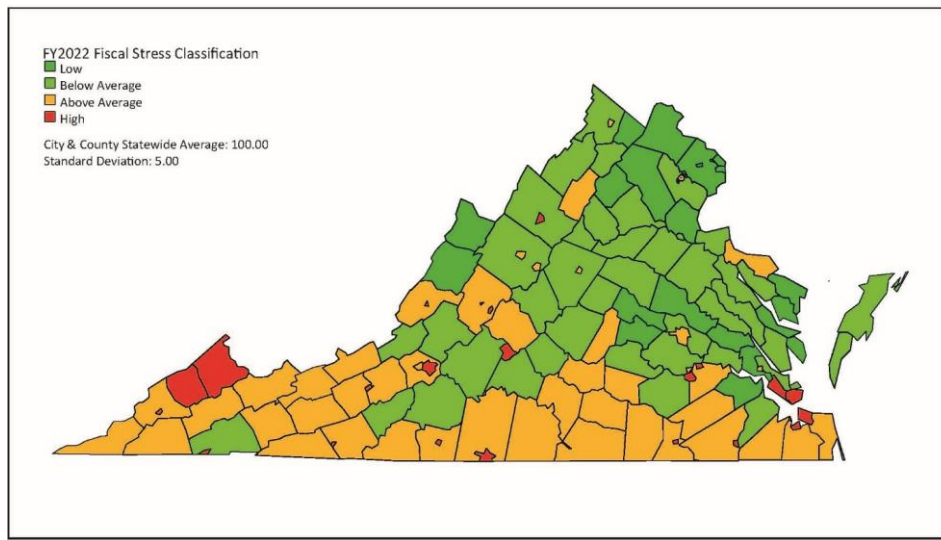 FY2022 Fiscal Stress Classification
Low
Below Average
Above Average
High
City & County Statewide Average: 100.00
Standard Deviation: 5.00